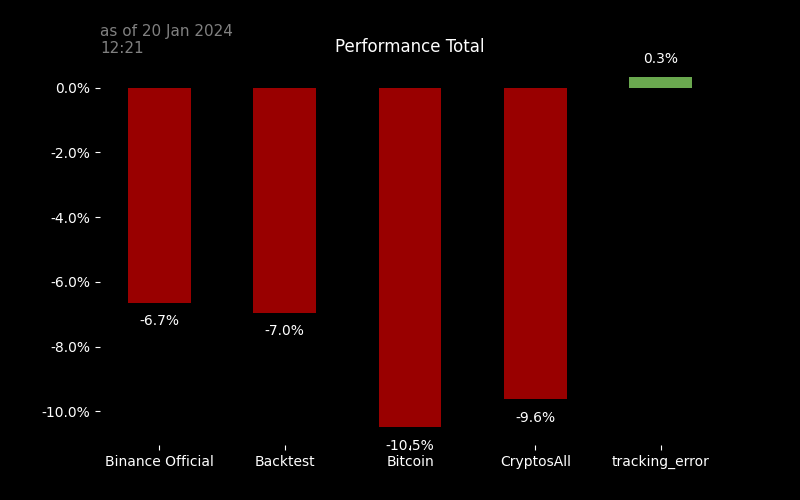 as of 20 Jan 2024
12:21
Performance Total
0.3%
0.0%
-2.0%
-4.0%
-6.0%
-8.0%
-10.0%
-6.7%
-7.0%
-10.5%
-9.6%
Binance Official
Backtest
Bitcoin
CryptosAll
tracking_error